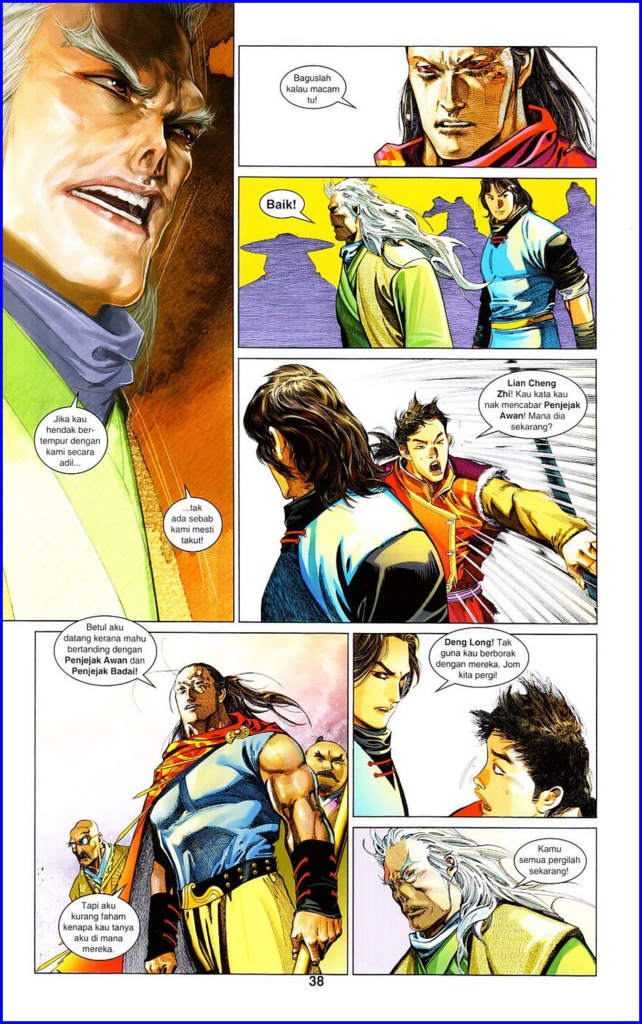 Jika kau
hendak ber-
tempur dengan
kami secara
adil...
...tak
ada sebab
kami mesti
takut!
Baguslah
kalau macam
tu!
Baik!
Lian Cheng
Zhi! Kau kata kau
nak mencabar Penjejak
Awan! Mana dia
sekarang?
Betul aku
datang kerana mahu
bertanding dengan
Penjejak Awan dan
Penjejak Badai!
Tapi aku
kurang faham
kenapa kau tanya
aku di mana
mereka.
Deng Long! Tak
guna kau berborak
dengan mereka. Jom
kita pergi!
Kamu
semua pergilah
sekarang!
38